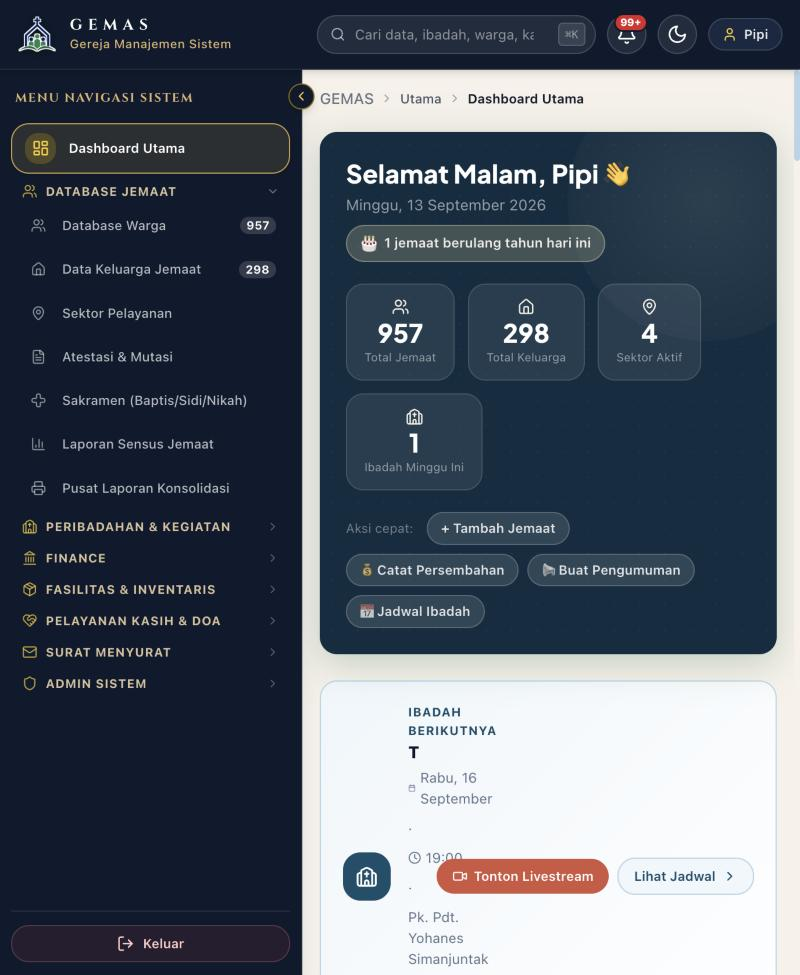 GEMAS
Gereja Manajemen Sistem
Cari data, ibadah, warga, ka
⌘K
99+
Pipi
MENU NAVIGASI SISTEM
Dashboard Utama
DATABASE JEMAAT
Database Warga 957
Data Keluarga Jemaat 298
Sektor Pelayanan
Atestasi & Mutasi
Sakramen (Baptis/Sidi/Nikah)
Laporan Sensus Jemaat
Pusat Laporan Konsolidasi
PERIBADAHAN & KEGIATAN
FINANCE
FASILITAS & INVENTARIS
PELAYANAN KASIH & DOA
SURAT MENYURAT
ADMIN SISTEM
Keluar
GEMAS > Utama > Dashboard Utama
Selamat Malam, Pipi 👋
Minggu, 13 September 2026
🎂 1 jemaat berulang tahun hari ini
957
Total Jemaat
298
Total Keluarga
4
Sektor Aktif
1
Ibadah Minggu Ini
Aksi cepat: + Tambah Jemaat
💰 Catat Persembahan 📢 Buat Pengumuman
📅 Jadwal Ibadah
IBADAH
BERIKUTNYA
T
Rabu, 16
September
·
19:00
·
Pk. Pdt.
Yohanes
Simanjuntak
Tonton Livestream
Lihat Jadwal